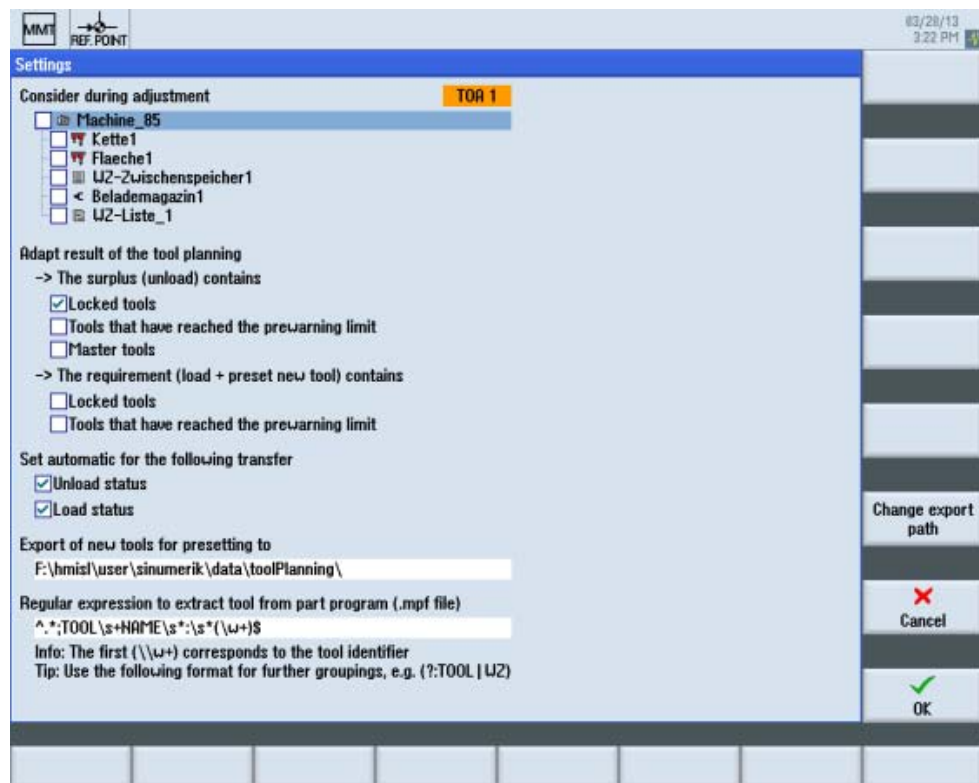 MMT
REF. POINT
03/20/13
3:22 PM
Settings
Consider during adjustment
TOA 1
Machine_85
Kette1
Flaeche1
WZ-Zwischenspeicher1
Belademagazin1
WZ-Liste_1
Adapt result of the tool planning
-> The surplus (unload) contains
Locked tools
Tools that have reached the prewarning limit
Master tools
-> The requirement (load + preset new tool) contains
Locked tools
Tools that have reached the prewarning limit
Set automatic for the following transfer
Unload status
Load status
Export of new tools for presetting to
F:\hmisl\user\sinumerik\data\toolPlanning\
Regular expression to extract tool from part program (.mpf file)
^.*;TOOL\s+NAME\s*:\s*(\w+)$
Info: The first (\\w+) corresponds to the tool identifier
Tip: Use the following format for further groupings, e.g. (?:TOOL|WZ)
Change export
path
Cancel
OK